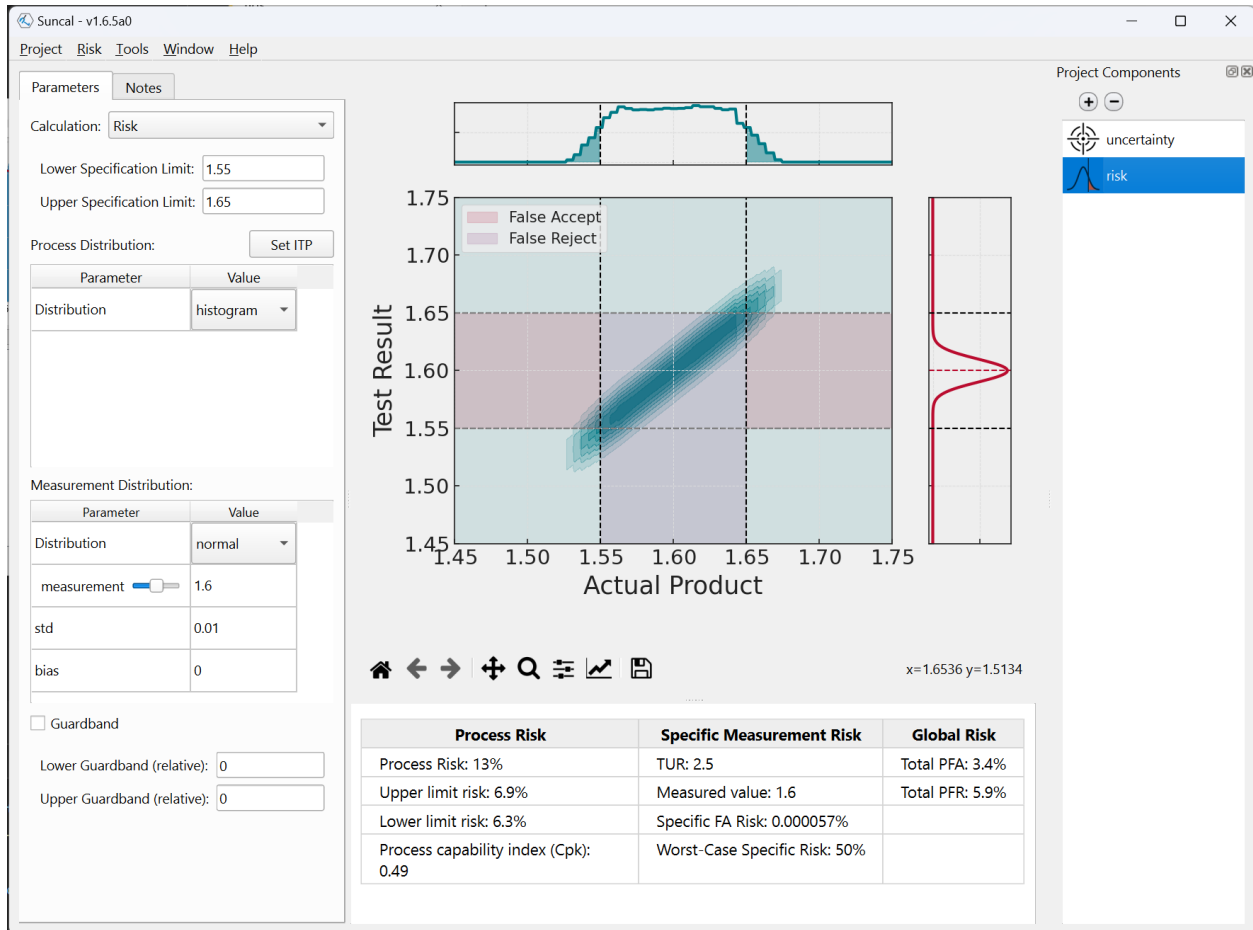 Suncal - v1.6.5a0
Project Risk Tools Window Help
Parameters Notes
Calculation: Risk
Lower Specification Limit: 1.55
Upper Specification Limit: 1.65
Process Distribution: Set ITP
Parameter Value
Distribution histogram
Measurement Distribution:
Parameter Value
Distribution normal
measurement 1.6
std 0.01
bias 0
Guardband
Lower Guardband (relative): 0
Upper Guardband (relative): 0
False Accept
False Reject
1.75
1.70
1.65
1.60
1.55
1.50
1.45
Test Result
1.45 1.50 1.55 1.60 1.65 1.70 1.75
Actual Product
x=1.6536 y=1.5134
Process Risk Specific Measurement Risk Global Risk
Process Risk: 13% TUR: 2.5 Total PFA: 3.4%
Upper limit risk: 6.9% Measured value: 1.6 Total PFR: 5.9%
Lower limit risk: 6.3% Specific FA Risk: 0.000057%
Process capability index (Cpk): Worst-Case Specific Risk: 50%
0.49
Project Components
uncertainty
risk